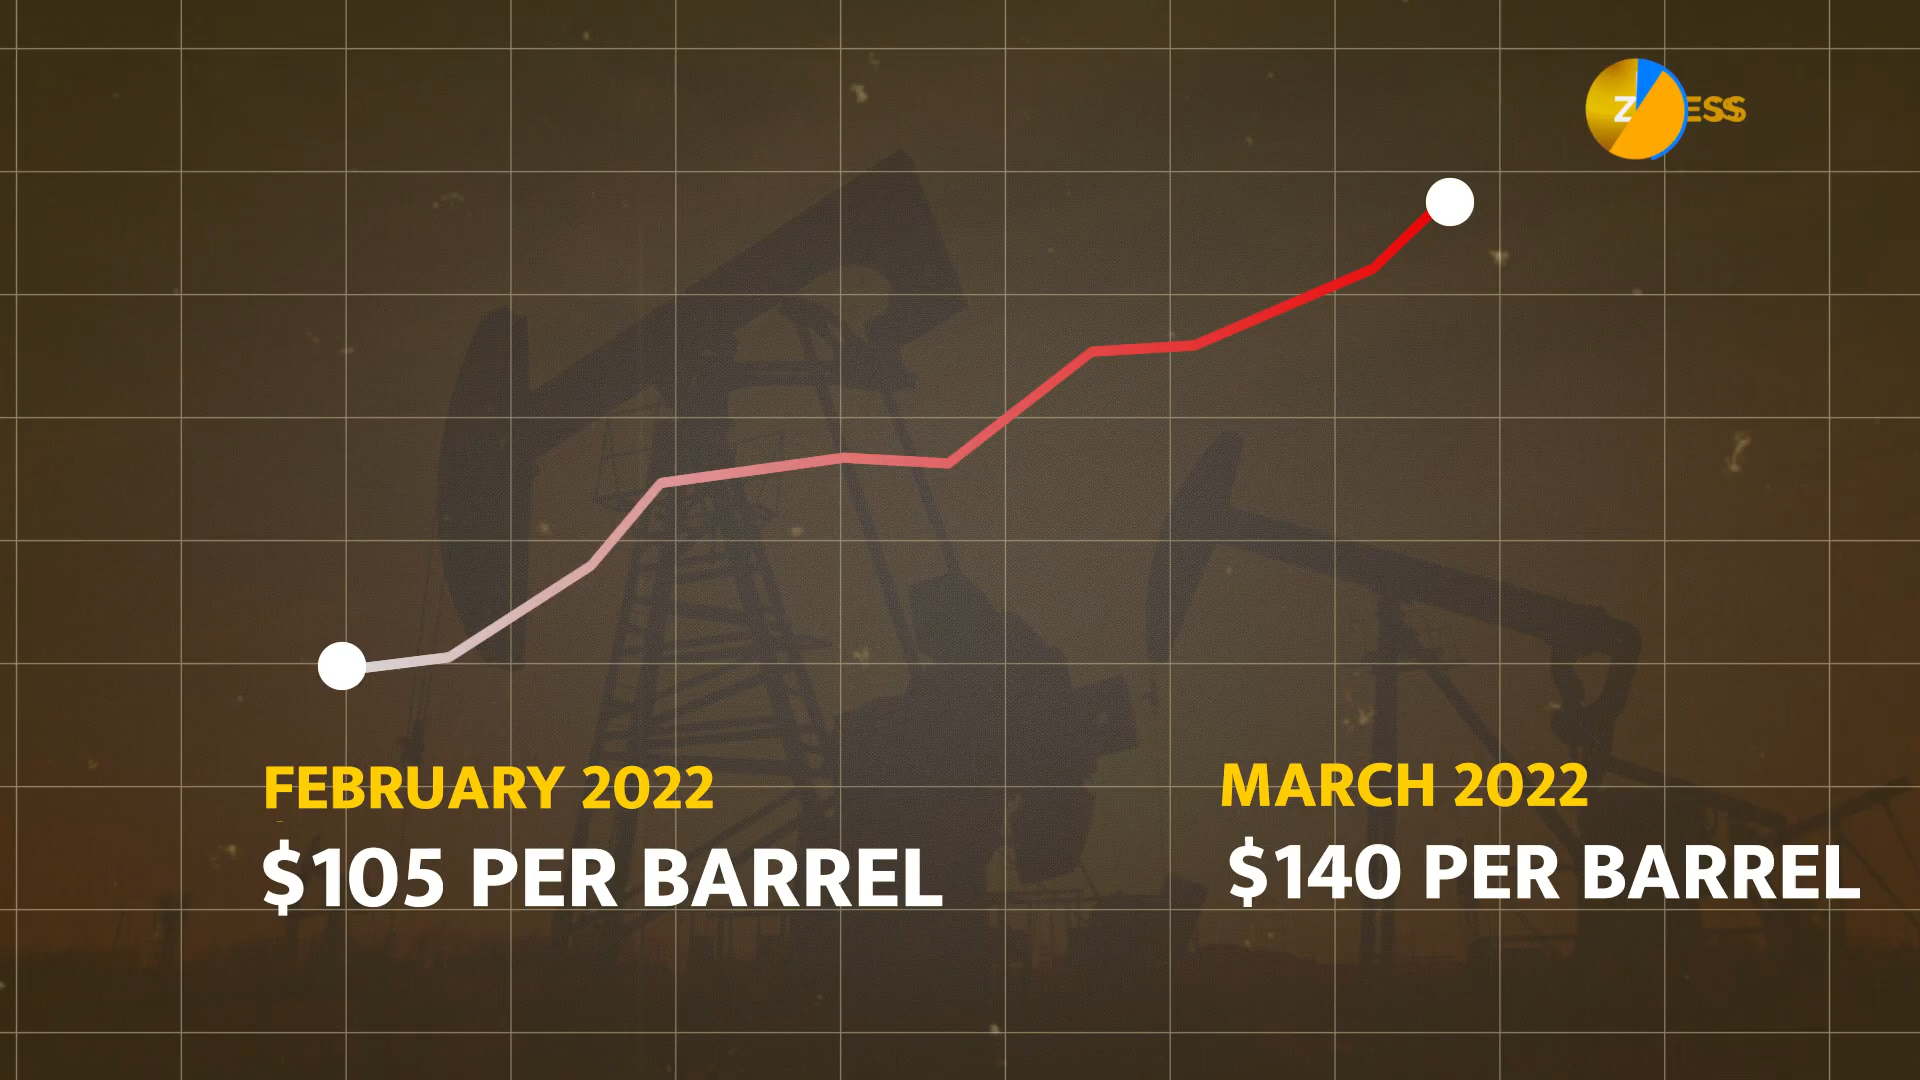 FEBRUARY 2022
$105 PER BARREL
MARCH 2022
$140 PER BARREL